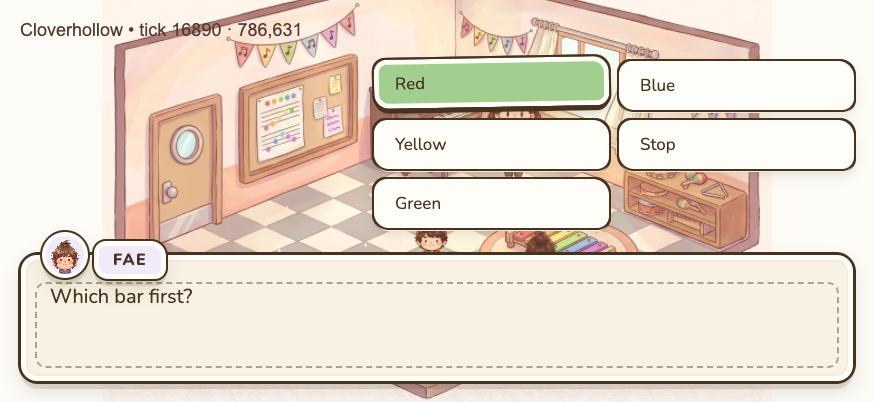 Cloverhollow • tick 16890 · 786,631
Red
Blue
Yellow
Stop
Green
FAE
Which bar first?